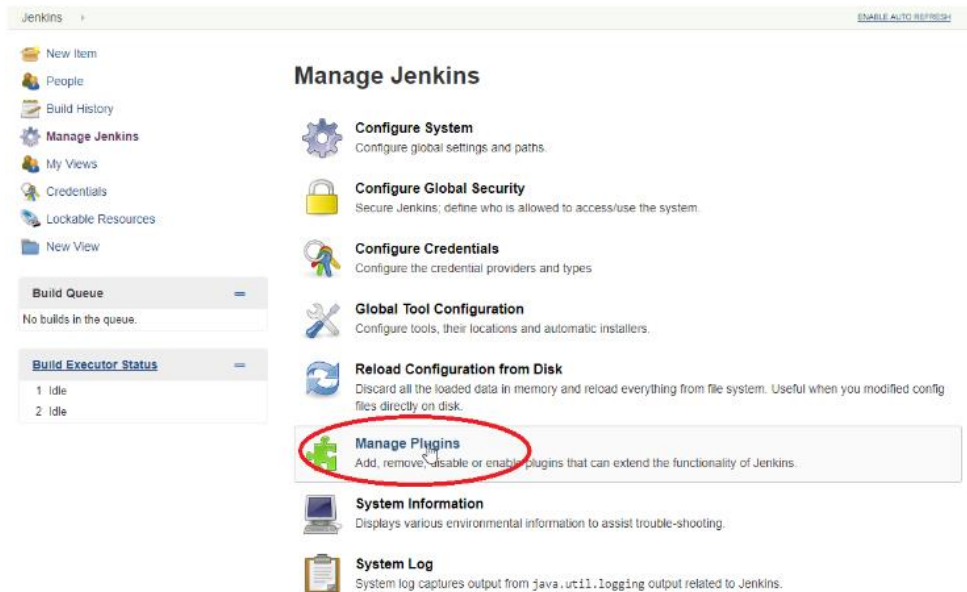 Jenkins
ENABLE AUTO REFRESH
New Item
People
Build History
Manage Jenkins
My Views
Credentials
Lockable Resources
New View
Build Queue
No builds in the queue.
Build Executor Status
1 Idle
2 Idle
Manage Jenkins
Configure System
Configure global settings and paths.
Configure Global Security
Secure Jenkins; define who is allowed to access/use the system.
Configure Credentials
Configure the credential providers and types
Global Tool Configuration
Configure tools, their locations and automatic installers.
Reload Configuration from Disk
Discard all the loaded data in memory and reload everything from file system. Useful when you modified config
files directly on disk.
Manage Plugins
Add, remove, disable or enable plugins that can extend the functionality of Jenkins.
System Information
Displays various environmental information to assist trouble-shooting.
System Log
System log captures output from java.util.logging output related to Jenkins.